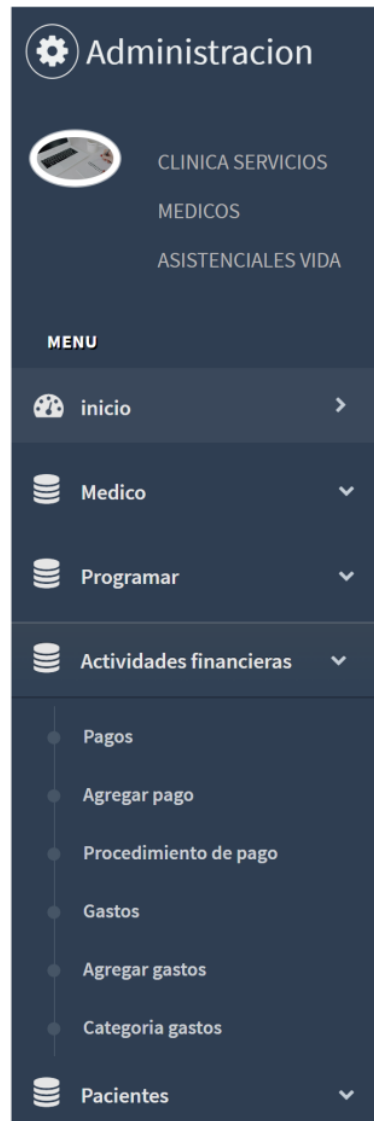 Administracion
CLINICA SERVICIOS
MEDICOS
ASISTENCIALES VIDA
MENU
inicio
Medico
Programar
Actividades financieras
Pagos
Agregar pago
Procedimiento de pago
Gastos
Agregar gastos
Categoria gastos
Pacientes